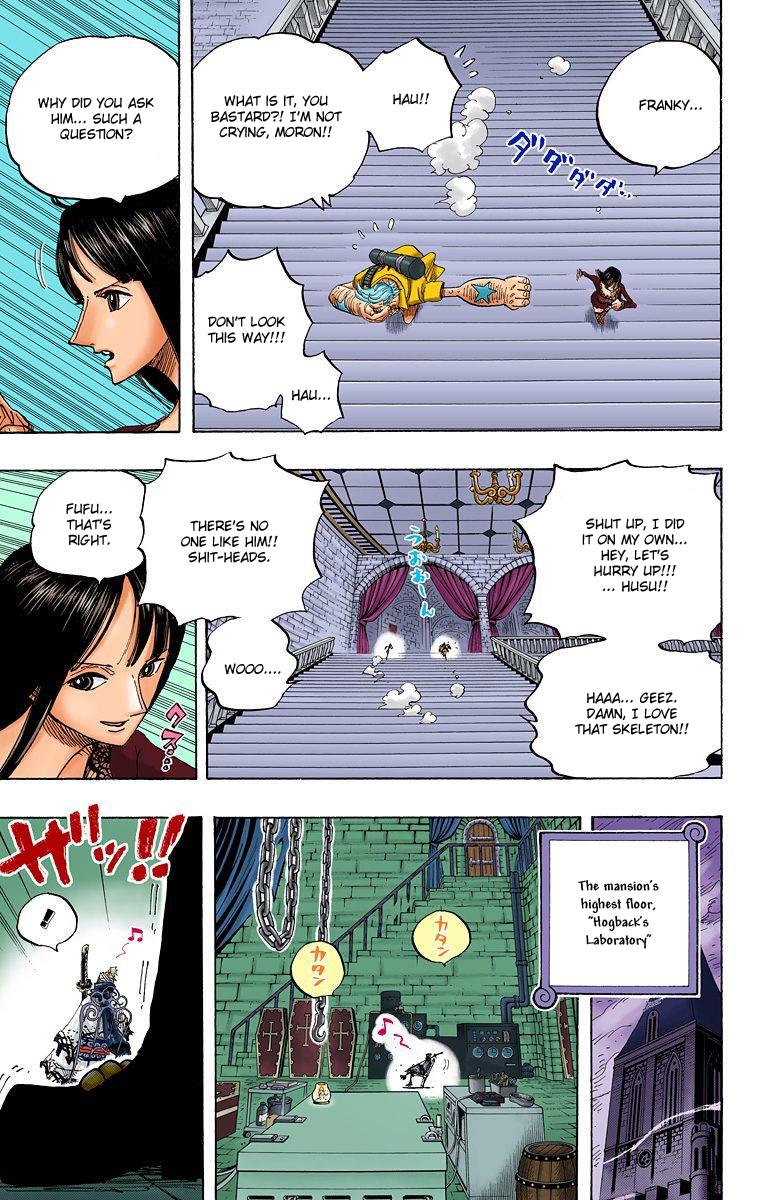 FRANKY...
ダダダダダ...
HAU!!
WHAT IS IT, YOU
BASTARD?! I'M NOT
CRYING, MORON!!
DON'T LOOK
THIS WAY!!!
HAU...
WHY DID YOU ASK
HIM... SUCH A
QUESTION?
SHUT UP, I DID
IT ON MY OWN...
HEY, LET'S
HURRY UP!!!
... HUSU!!
うおおーん
HAAA... GEEZ.
DAMN, I LOVE
THAT SKELETON!!
THERE'S NO
ONE LIKE HIM!!
SHIT-HEADS.
WOOO....
FUFU...
THAT'S
RIGHT.
クス...
The mansion's
highest floor,
"Hogback's
Laboratory"
カタン
カタン
ザッ!!
!